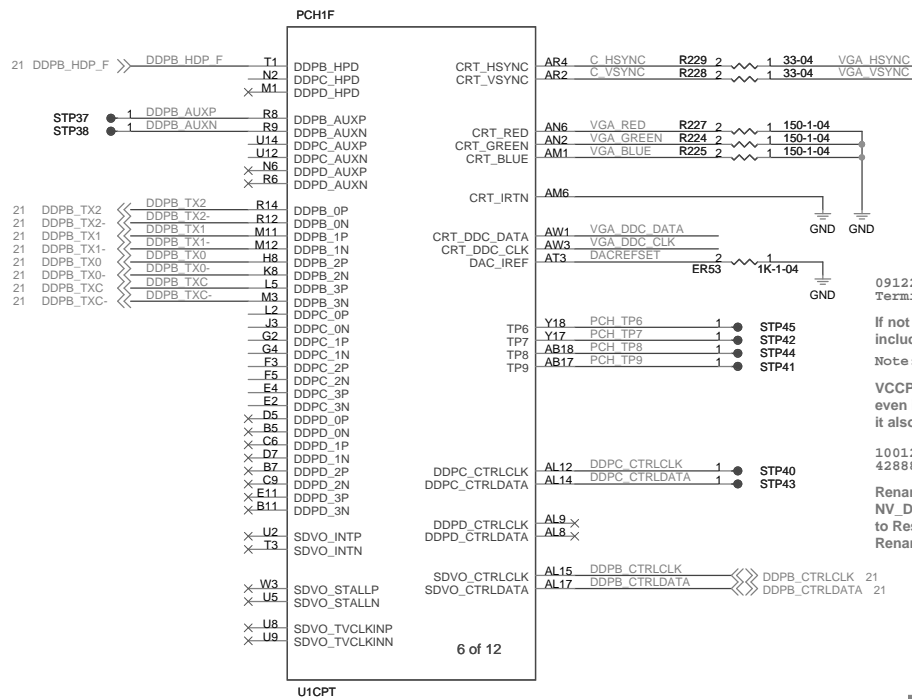 PCH1F
21 DDPB_HDP_F DDPB_HDP_F T1 DDPB_HPD
N2 DDPC_HPD
M1 DDPD_HPD
STP37 1 DDPB_AUXP R8 DDPB_AUXP
STP38 1 DDPB_AUXN R9 DDPB_AUXN
U14 DDPC_AUXP
U12 DDPC_AUXN
N6 DDPD_AUXP
R6 DDPD_AUXN
21 DDPB_TX2 DDPB_TX2 R14 DDPB_0P
21 DDPB_TX2- DDPB_TX2- R12 DDPB_0N
21 DDPB_TX1 DDPB_TX1 M11 DDPB_1P
21 DDPB_TX1- DDPB_TX1- M12 DDPB_1N
21 DDPB_TX0 DDPB_TX0 H8 DDPB_2P
21 DDPB_TX0- DDPB_TX0- K8 DDPB_2N
21 DDPB_TXC DDPB_TXC L5 DDPB_3P
21 DDPB_TXC- DDPB_TXC- M3 DDPB_3N
L2 DDPC_0P
J3 DDPC_0N
G2 DDPC_1P
G4 DDPC_1N
F3 DDPC_2P
F5 DDPC_2N
E4 DDPC_3P
E2 DDPC_3N
D5 DDPD_0P
B5 DDPD_0N
C6 DDPD_1P
D7 DDPD_1N
B7 DDPD_2P
C9 DDPD_2N
E11 DDPD_3P
B11 DDPD_3N
U2 SDVO_INTP
T3 SDVO_INTN
W3 SDVO_STALLP
U5 SDVO_STALLN
U8 SDVO_TVCLKINP
U9 SDVO_TVCLKINN
CRT_HSYNC AR4 C_HSYNC R229 2 1 33-04 VGA_HSYNC
CRT_VSYNC AR2 C_VSYNC R228 2 1 33-04 VGA_VSYNC
CRT_RED AN6 VGA_RED R227 2 1 150-1-04
CRT_GREEN AN2 VGA_GREEN R224 2 1 150-1-04
CRT_BLUE AM1 VGA_BLUE R225 2 1 150-1-04
CRT_IRTN AM6
GND GND
CRT_DDC_DATA AW1 VGA_DDC_DATA
CRT_DDC_CLK AW3 VGA_DDC_CLK
DAC_IREF AT3 DACREFSET 2 1
ER53 1K-1-04
GND
TP6 Y18 PCH_TP6 1 STP45
TP7 Y17 PCH_TP7 1 STP42
TP8 AB18 PCH_TP8 1 STP44
TP9 AB17 PCH_TP9 1 STP41
DDPC_CTRLCLK AL12 DDPC_CTRLCLK 1 STP40
DDPC_CTRLDATA AL14 DDPC_CTRLDATA 1 STP43
DDPD_CTRLCLK AL9
DDPD_CTRLDATA AL8
SDVO_CTRLCLK AL15 DDPB_CTRLCLK DDPB_CTRLCLK 21
SDVO_CTRLDATA AL17 DDPB_CTRLDATA DDPB_CTRLDATA 21
6 of 12
U1CPT
0912
Termi
If not
inclu
Note:
VCCP
even
it also
1001
4288
Renar
NV_D
to Res
Renar